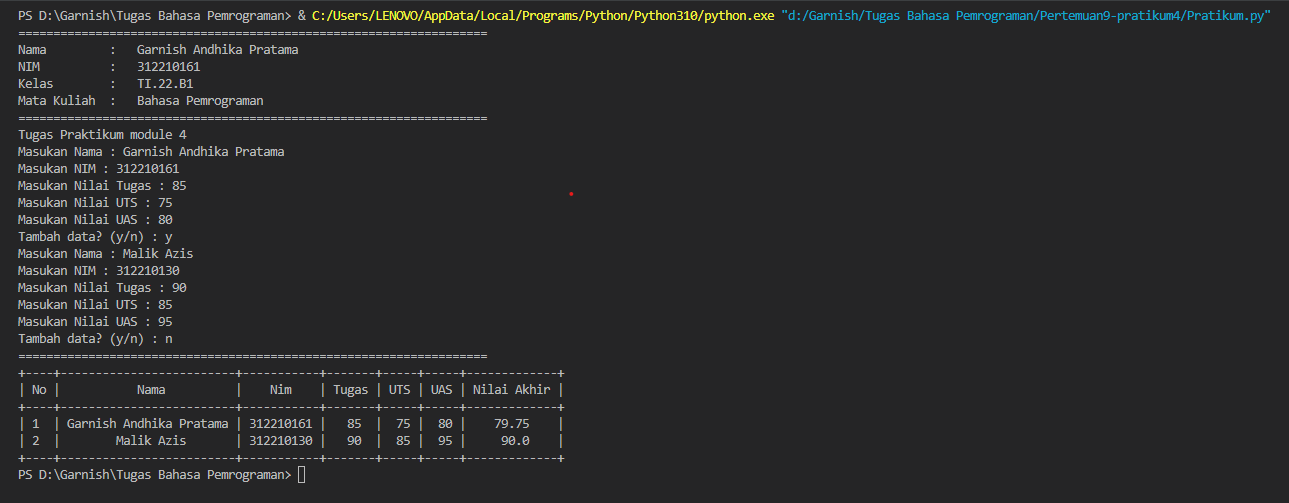 PS D:\Garnish\Tugas Bahasa Pemrograman> & C:/Users/LENOVO/AppData/Local/Programs/Python/Python310/python.exe "d:/Garnish/Tugas Bahasa Pemrograman/Pertemuan9-pratikum4/Pratikum.py"
===================================================================
Nama         :   Garnish Andhika Pratama
NIM          :   312210161
Kelas        :   TI.22.B1
Mata Kuliah  :   Bahasa Pemrograman
===================================================================
Tugas Praktikum module 4
Masukan Nama : Garnish Andhika Pratama
Masukan NIM : 312210161
Masukan Nilai Tugas : 85
Masukan Nilai UTS : 75
Masukan Nilai UAS : 80
Tambah data? (y/n) : y
Masukan Nama : Malik Azis
Masukan NIM : 312210130
Masukan Nilai Tugas : 90
Masukan Nilai UTS : 85
Masukan Nilai UAS : 95
Tambah data? (y/n) : n
===================================================================
+----+-------------------------+-----------+-------+-----+-----+-------------+
| No |           Nama          |    Nim    | Tugas | UTS | UAS | Nilai Akhir |
+----+-------------------------+-----------+-------+-----+-----+-------------+
| 1  | Garnish Andhika Pratama | 312210161 |   85  |  75 |  80 |    79.75    |
| 2  |        Malik Azis       | 312210130 |   90  |  85 |  95 |     90.0    |
+----+-------------------------+-----------+-------+-----+-----+-------------+
PS D:\Garnish\Tugas Bahasa Pemrograman>